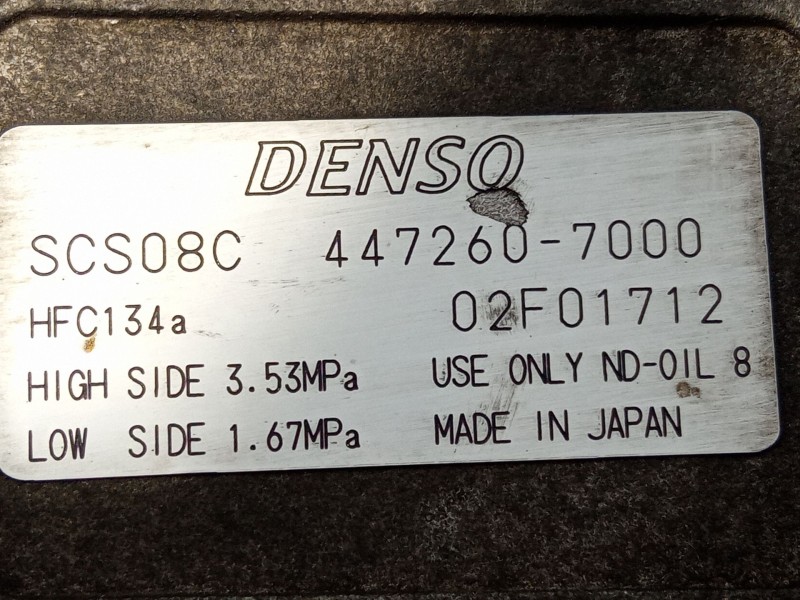 DENSO
SCS08C 447260-7000
HFC134a 02F01712
HIGH SIDE 3.53MPa USE ONLY ND-OIL 8
LOW SIDE 1.67MPa MADE IN JAPAN